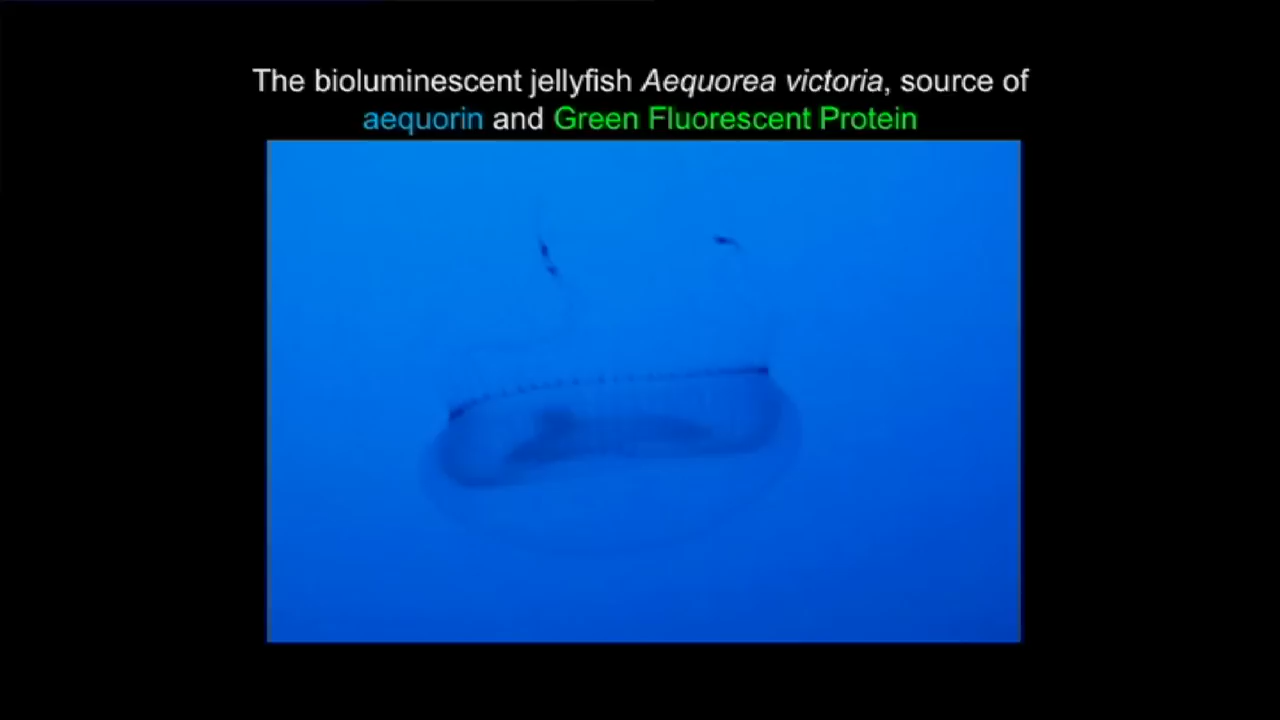 The bioluminescent jellyfish Aequorea victoria, source of
aequorin and Green Fluorescent Protein